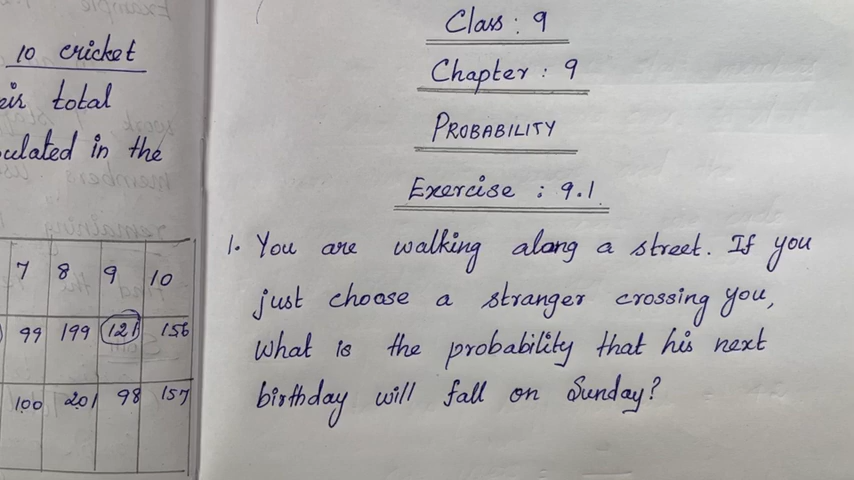 10 cricket
total
in the
7 8 9 10
99 199 121 156
100 201 98 157
Class : 9
Chapter : 9
PROBABILITY
Exercise : 9.1
1. You are walking along a street. If you
just choose a stranger crossing you,
What is the probability that his next
birthday will fall on Sunday?